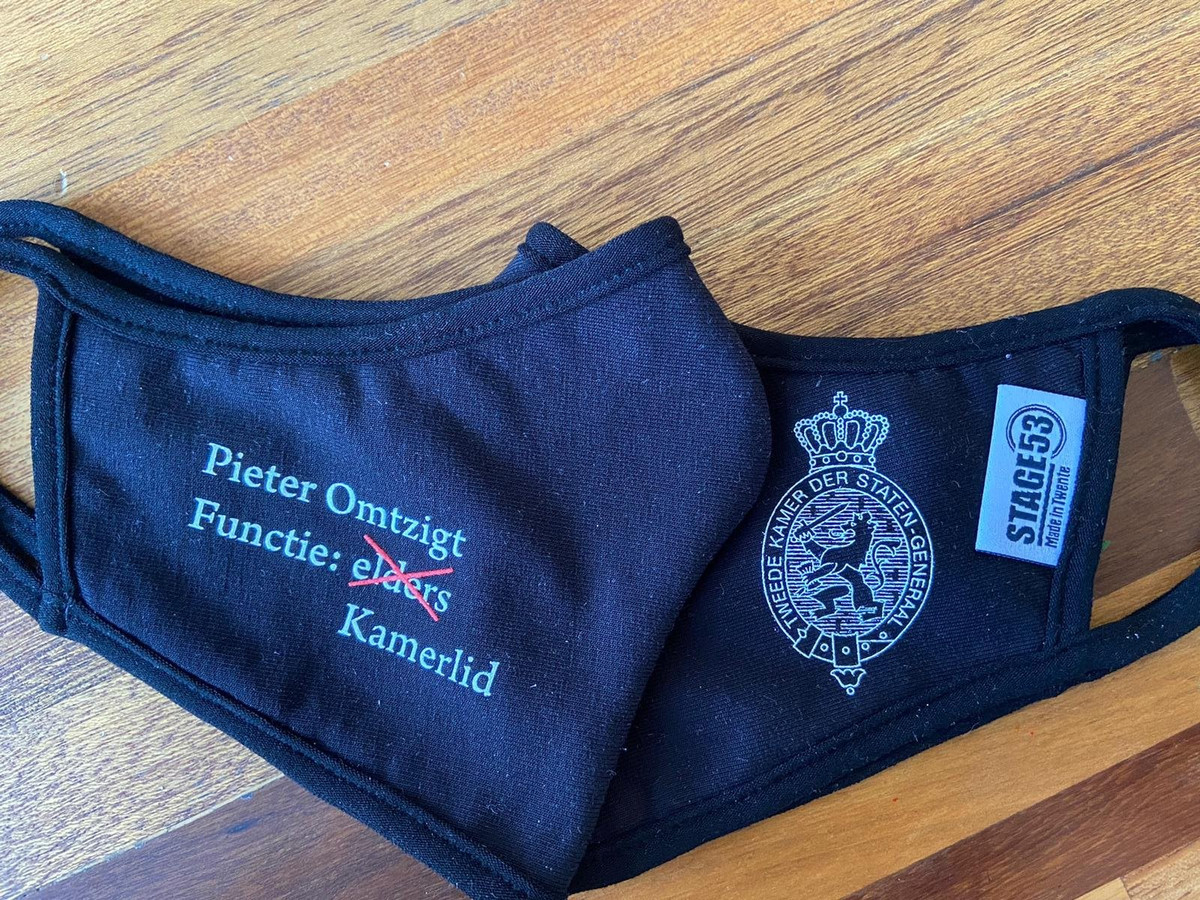 Pieter Omtzigt
Functie: elders
Kamerlid
TWEEDE KAMER DER STATEN-GENERAAL
STAGE53
Made in Twente